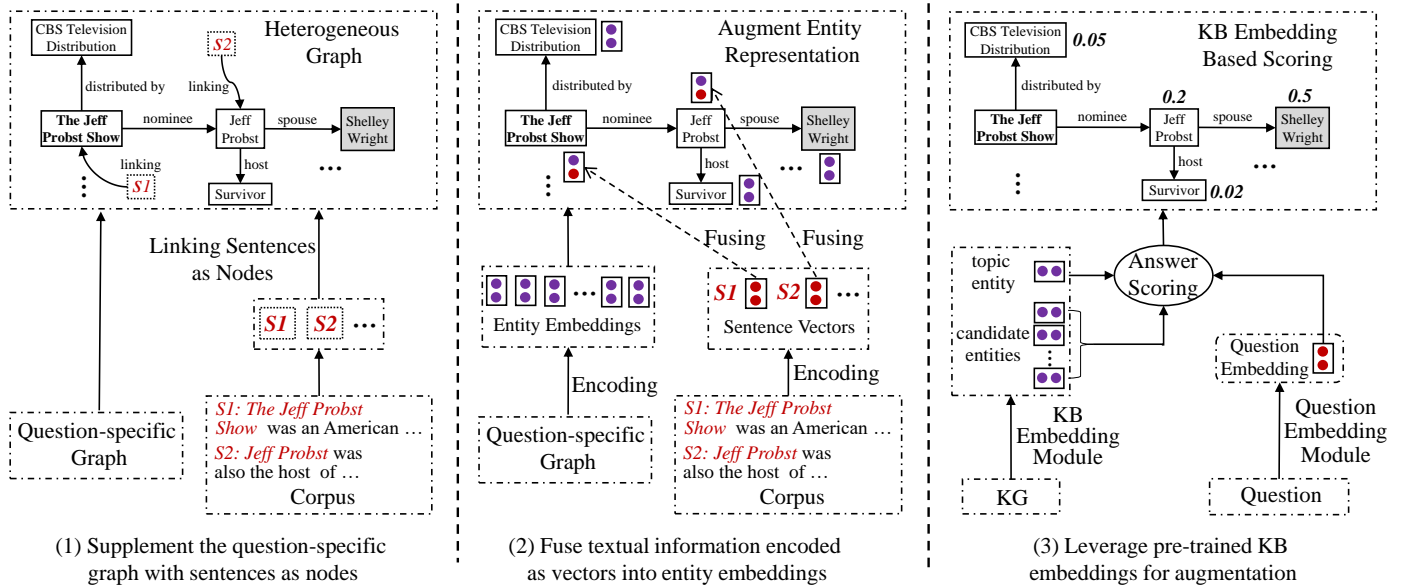 CBS Television
Distribution
S2
Heterogeneous
Graph
linking
distributed by
The Jeff
Probst Show
nominee
Jeff
Probst
spouse
Shelley
Wright
linking
S1
host
...
Survivor
...
Linking Sentences
as Nodes
S1 S2 ...
Question-specific
Graph
S1: The Jeff Probst
Show was an American ...
S2: Jeff Probst was
also the host of ...
Corpus
(1) Supplement the question-specific
graph with sentences as nodes
CBS Television
Distribution
Augment Entity
Representation
distributed by
The Jeff
Probst Show
nominee
Jeff
Probst
spouse
Shelley
Wright
host
...
Survivor
...
Fusing
Fusing
...
Entity Embeddings
S1 S2 ...
Sentence Vectors
Encoding
Encoding
Question-specific
Graph
S1: The Jeff Probst
Show was an American ...
S2: Jeff Probst was
also the host of ...
Corpus
(2) Fuse textual information encoded
as vectors into entity embeddings
CBS Television
Distribution
0.05
KB Embedding
Based Scoring
distributed by
The Jeff
Probst Show
nominee
0.2
Jeff
Probst
spouse
0.5
Shelley
Wright
host
...
Survivor
0.02
...
topic
entity
candidate
entities
...
Answer
Scoring
Question
Embedding
KB
Embedding
Module
Question
Embedding
Module
KG
Question
(3) Leverage pre-trained KB
embeddings for augmentation